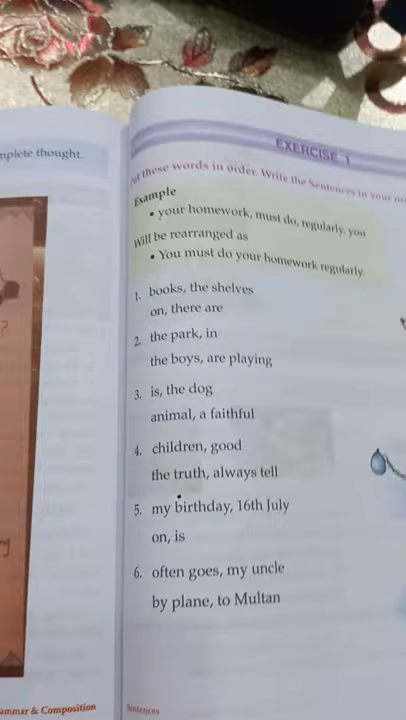 mplete thought.
ammar & Composition
EXERCISE 1
these words in order. Write the Sentences in your
Example
• your homework, must do, regularly, you
Will be rearranged as
• You must do your homework regularly.
1. books, the shelves
on, there are
2. the park, in
the boys, are playing
3. is, the dog
animal, a faithful
4. children, good
the truth, always tell
5. my birthday, 16th July
on, is
6. often goes, my uncle
by plane, to Multan
Sentences